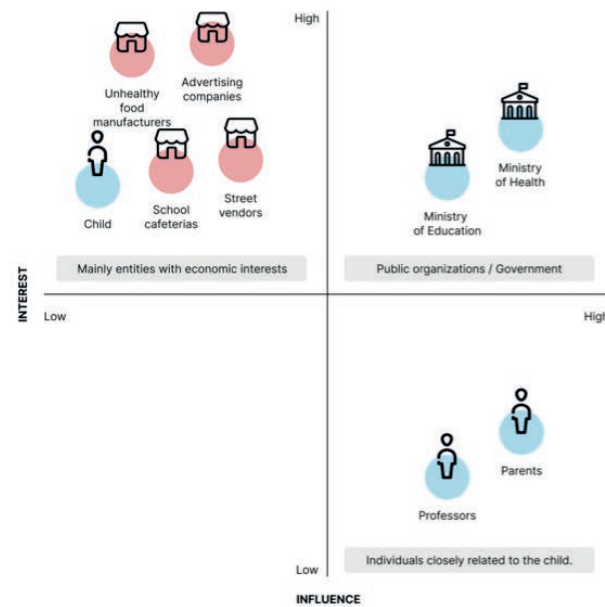 High
Unhealthy
food
manufacturers
Advertising
companies
Child
School
cafeterias
Street
vendors
Ministry
of Health
Ministry
of Education
Mainly entities with economic interests
Public organizations / Government
INTEREST
Low
High
Parents
Professors
Individuals closely related to the child.
Low
INFLUENCE